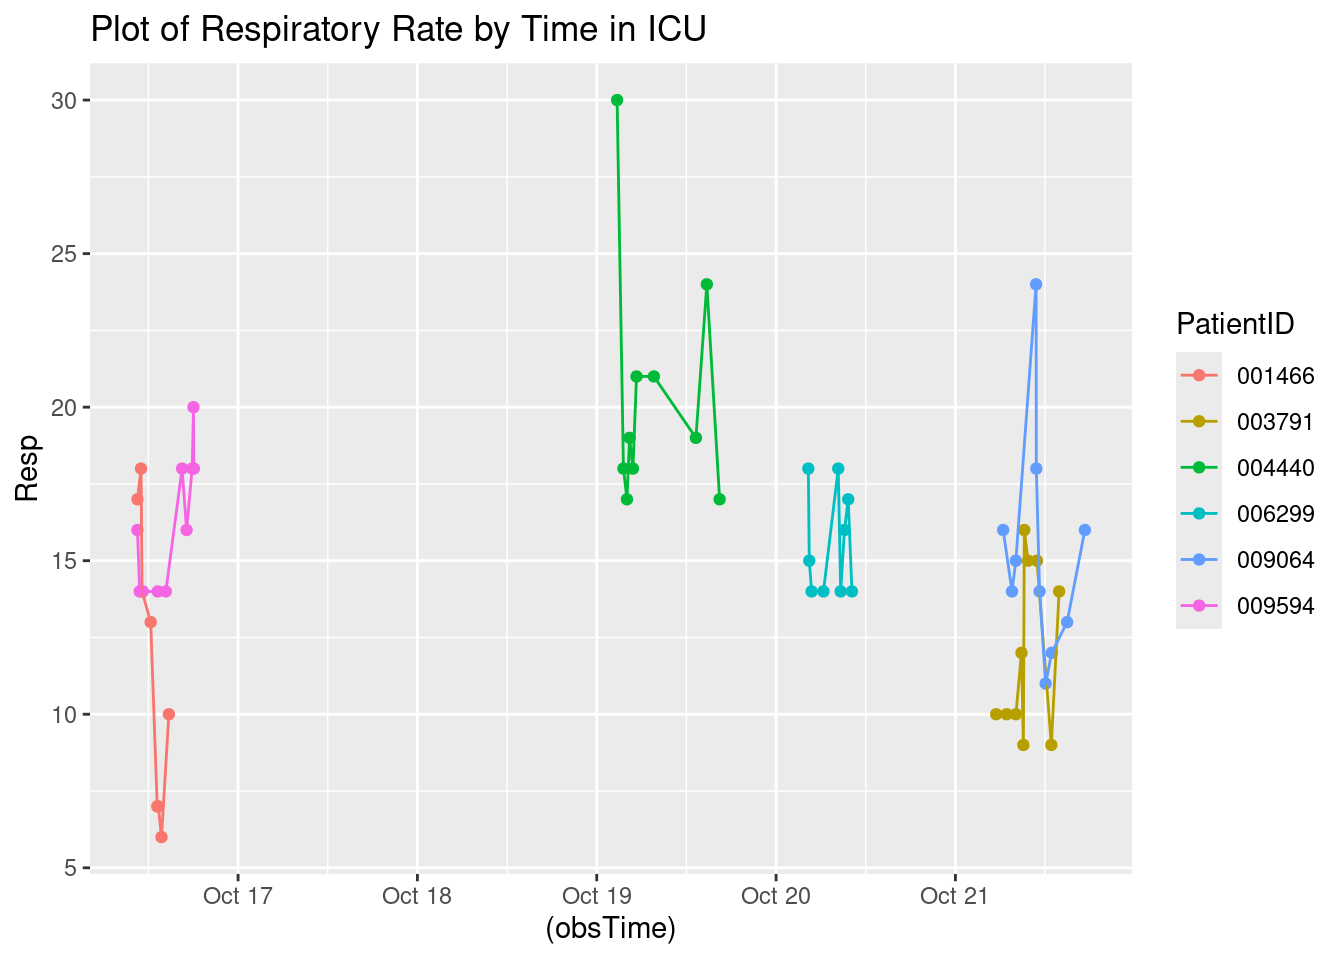 Plot of Respiratory Rate by Time in ICU
30
25
20
15
10
5
Resp
Oct 17 Oct 18 Oct 19 Oct 20 Oct 21
(obsTime)
PatientID
001466
003791
004440
006299
009064
009594